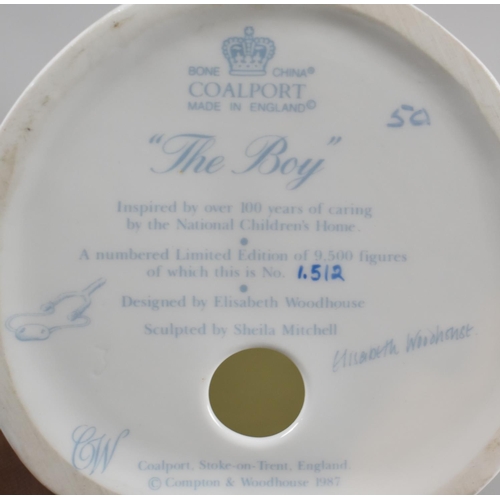 BONE CHINA®
COALPORT
MADE IN ENGLAND©
50
"The Boy"
Inspired by over 100 years of caring
by the National Children's Home.
A numbered Limited Edition of 9,500 figures
of which this is No. 1.512
Designed by Elisabeth Woodhouse
Sculpted by Sheila Mitchell
Elisabeth Woodhouse
CW
Coalport, Stoke-on-Trent, England.
© Compton & Woodhouse 1987